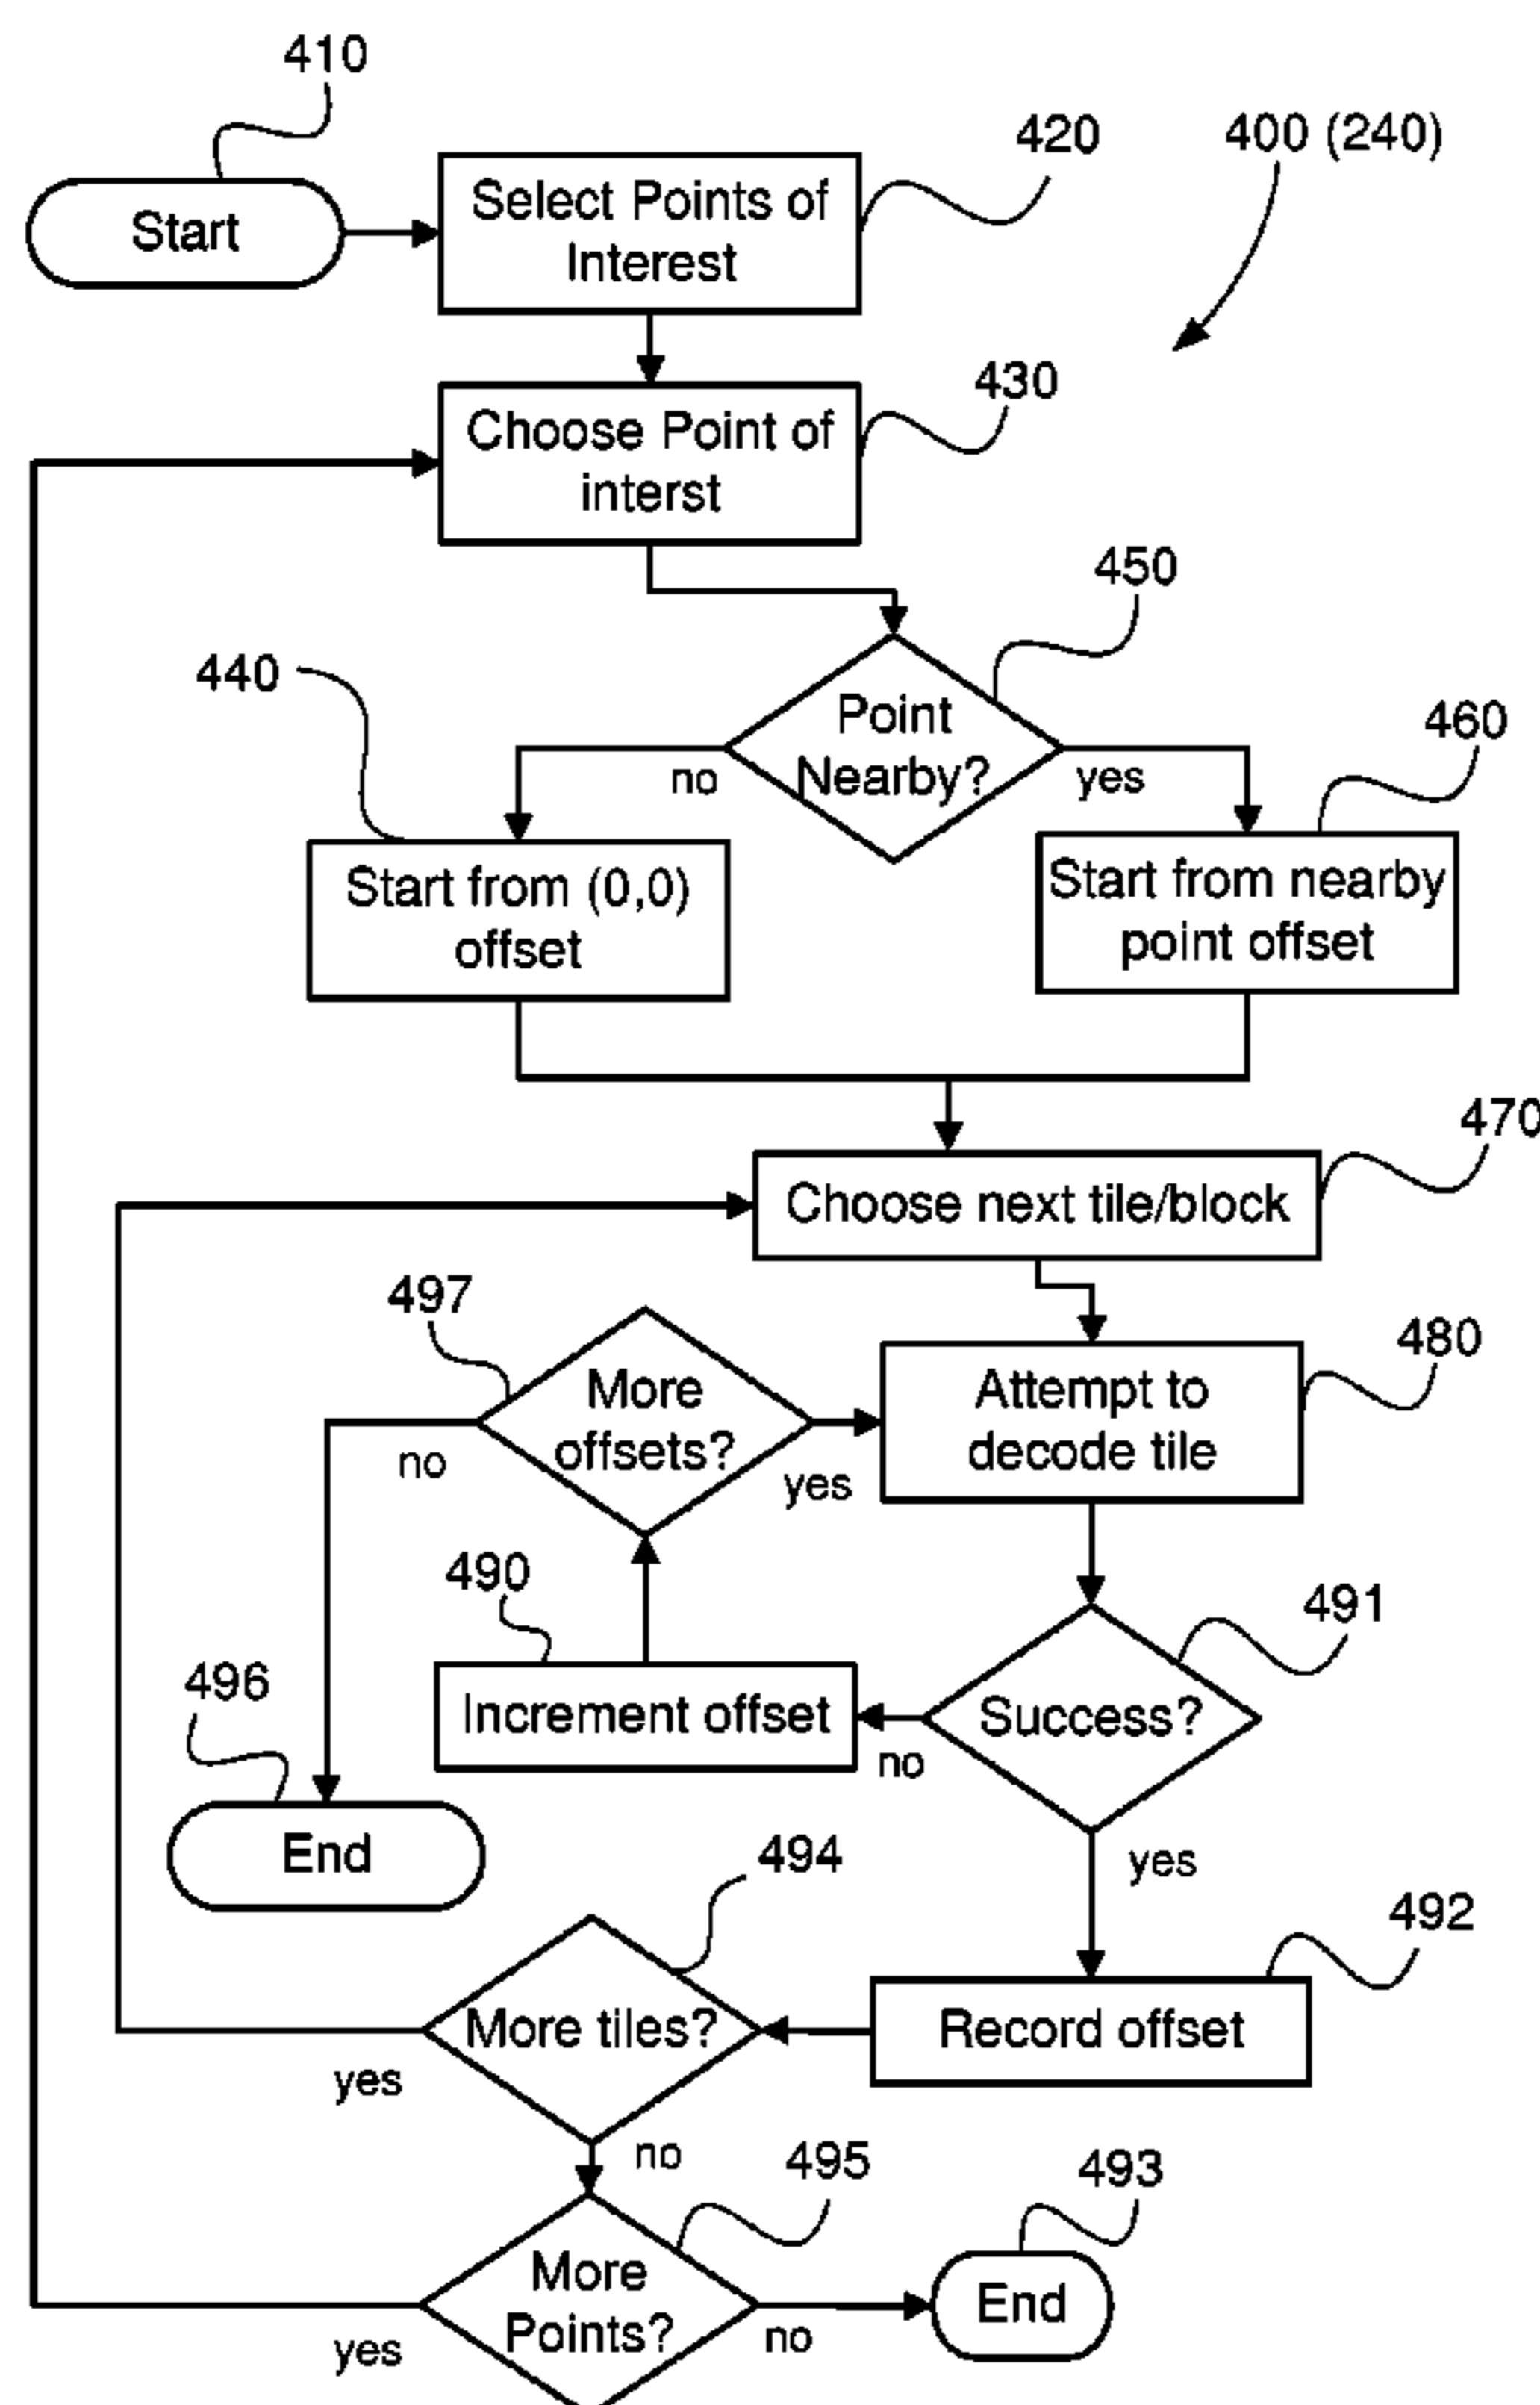 410
420
400 (240)
Start
Select Points of
Interest
430
Choose Point of
interst
450
440
Point
Nearby?
460
no
yes
Start from (0,0)
offset
Start from nearby
point offset
470
Choose next tile/block
497
480
More
offsets?
Attempt to
decode tile
no
yes
490
491
496
Increment offset
Success?
no
End
494
yes
492
More tiles?
Record offset
yes
no
495
493
More
Points?
End
yes
no